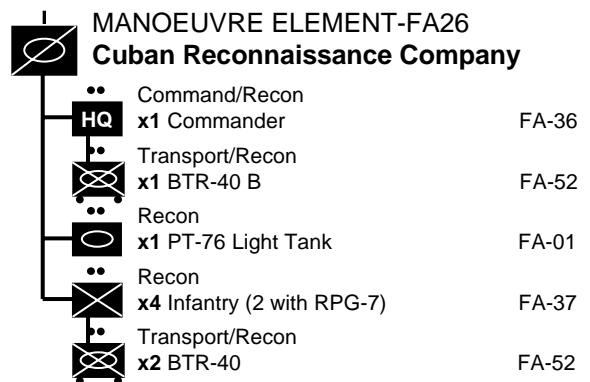 MANOEUVRE ELEMENT-FA26
Cuban Reconnaissance Company
Command/Recon
HQ x1 Commander FA-36
Transport/Recon
x1 BTR-40 B FA-52
Recon
x1 PT-76 Light Tank FA-01
Recon
x4 Infantry (2 with RPG-7) FA-37
Transport/Recon
x2 BTR-40 FA-52